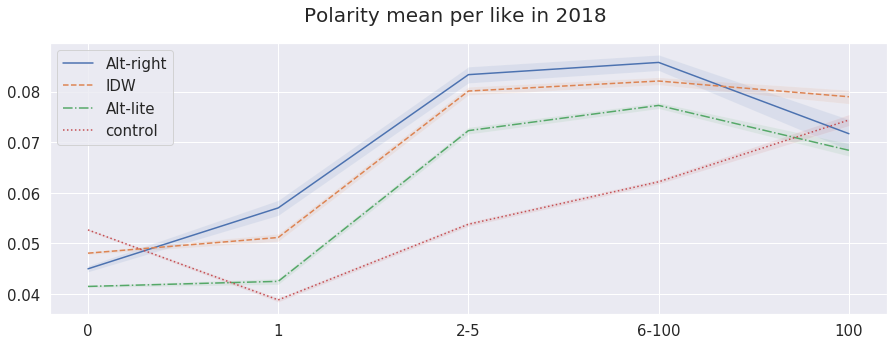 Polarity mean per like in 2018
Alt-right
IDW
Alt-lite
control
0.08
0.07
0.06
0.05
0.04
0 1 2-5 6-100 100